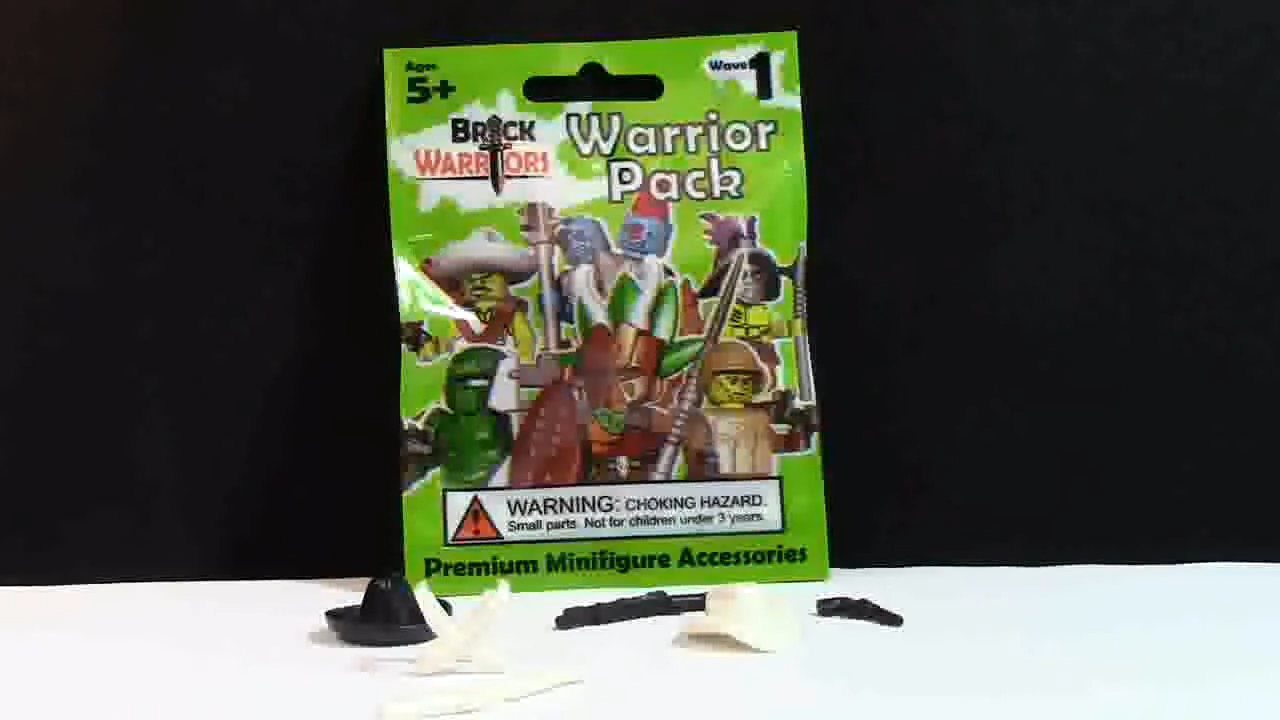 Ages
5+
Wave 1
BRICK
WARRIORS
Warrior
Pack
WARNING: CHOKING HAZARD.
Small parts. Not for children under 3 years.
Premium Minifigure Accessories